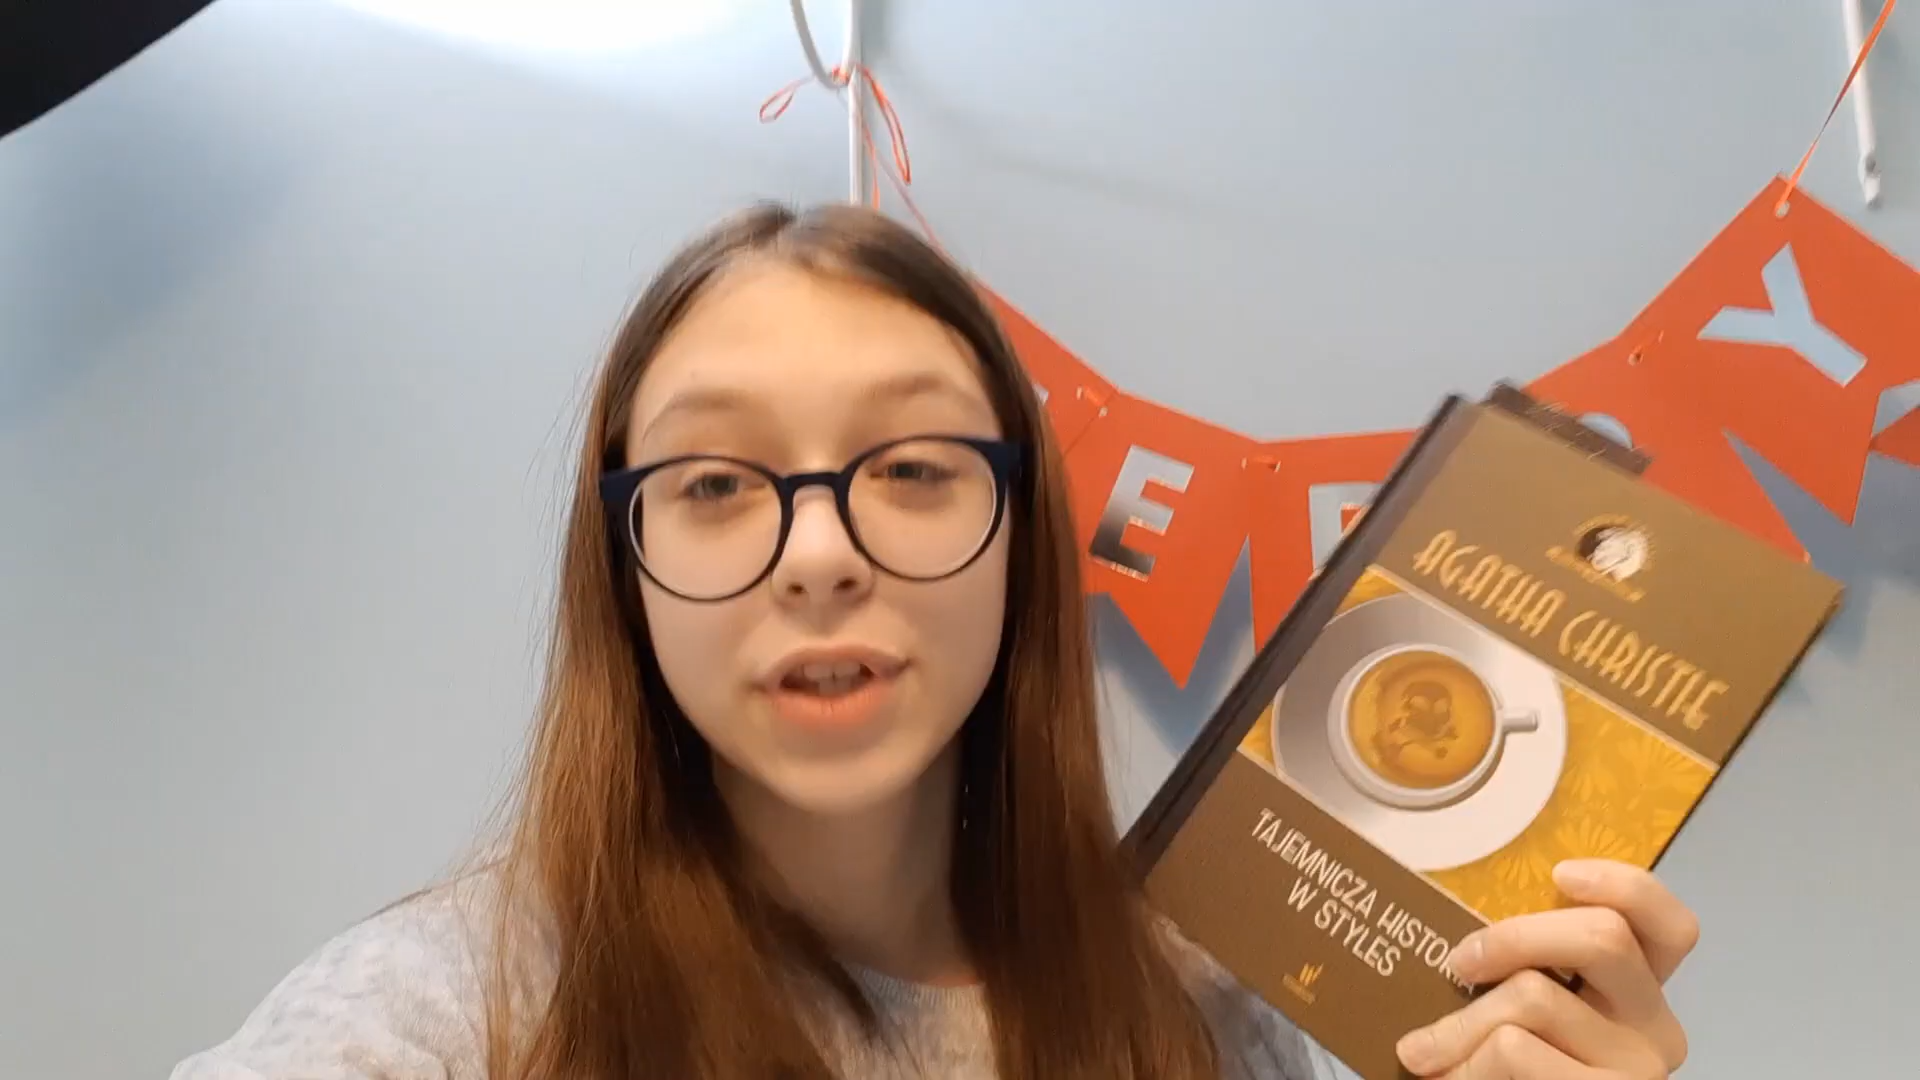 E
Y
AGATHA CHRISTIE
TAJEMNICZA HISTORIA
W STYLES